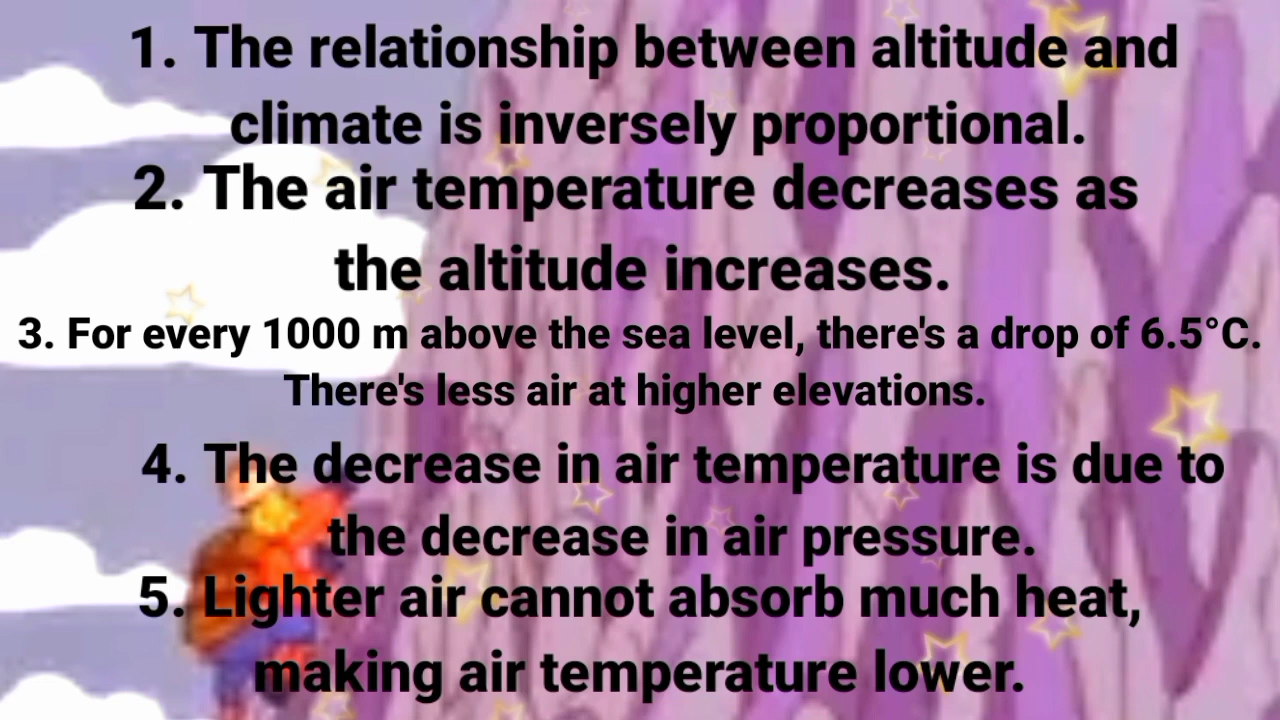 1. The relationship between altitude and
climate is inversely proportional.
2. The air temperature decreases as
the altitude increases.
3. For every 1000 m above the sea level, there's a drop of 6.5°C.
There's less air at higher elevations.
4. The decrease in air temperature is due to
the decrease in air pressure.
5. Lighter air cannot absorb much heat,
making air temperature lower.